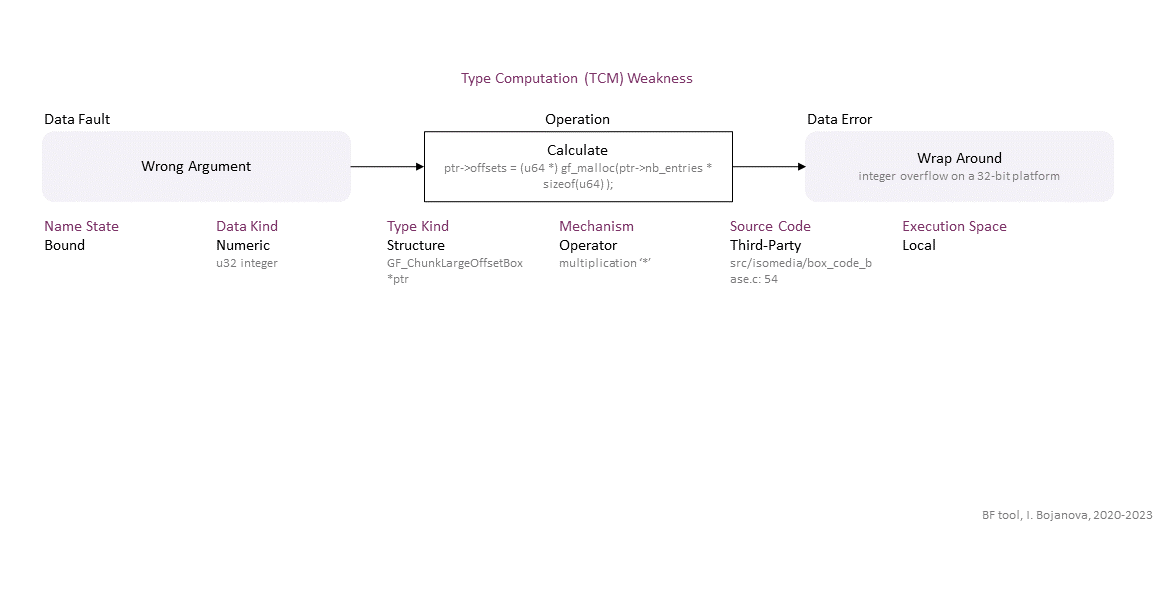 Type Computation (TCM) Weakness
Data Fault
Operation
Data Error
Wrong Argument
Calculate
ptr->offsets = (u64 *) gf_malloc(ptr->nb_entries *
sizeof(u64) );
Wrap Around
integer overflow on a 32-bit platform
Name State
Bound
Data Kind
Numeric
u32 integer
Type Kind
Structure
GF_ChunkLargeOffsetBox
*ptr
Mechanism
Operator
multiplication ‘*’
Source Code
Third-Party
src/isomedia/box_code_b
ase.c: 54
Execution Space
Local
BF tool, I. Bojanova, 2020-2023